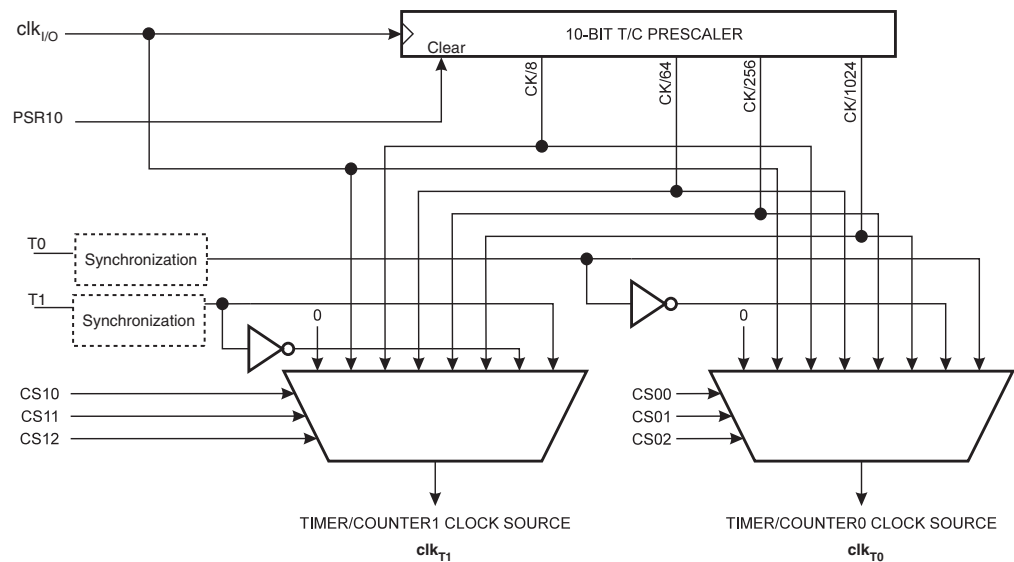 clkI/O
10-BIT T/C PRESCALER
Clear
CK/8
CK/64
CK/256
CK/1024
PSR10
T0
Synchronization
T1
Synchronization
0
0
CS10
CS11
CS12
CS00
CS01
CS02
TIMER/COUNTER1 CLOCK SOURCE
clkT1
TIMER/COUNTER0 CLOCK SOURCE
clkT0